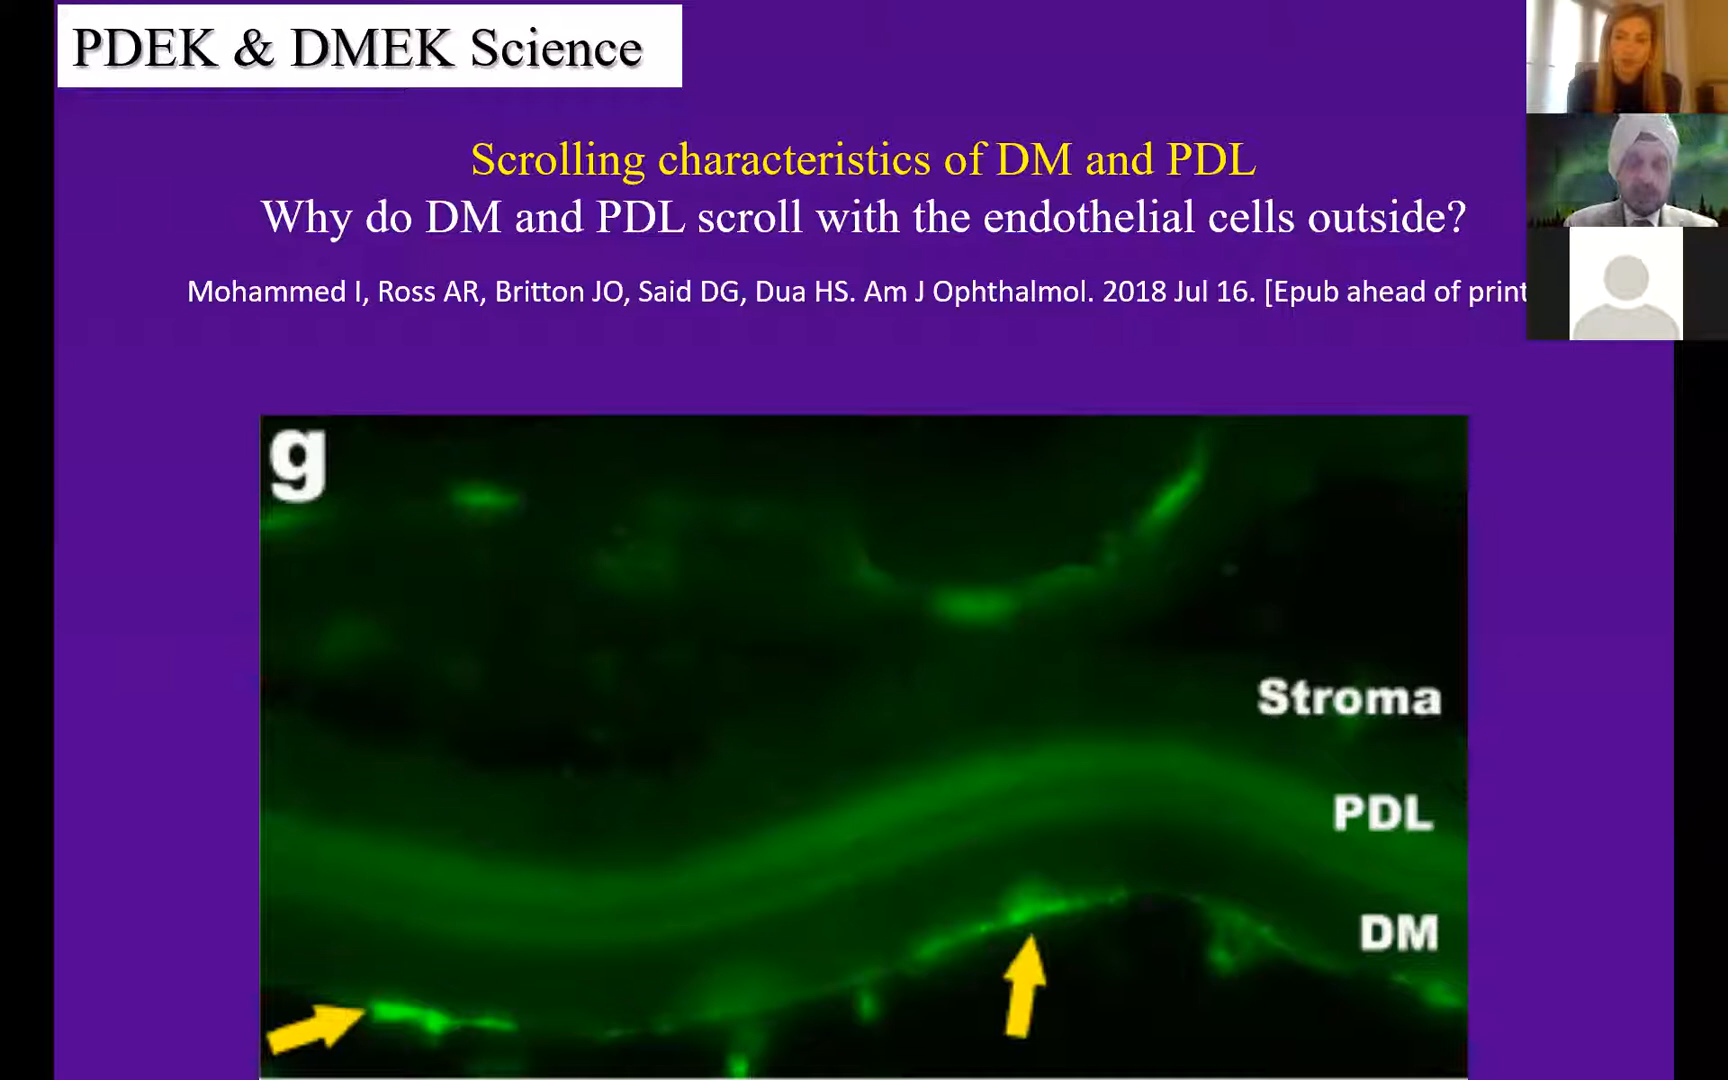 PDEK & DMEK Science
Scrolling characteristics of DM and PDL
Why do DM and PDL scroll with the endothelial cells outside?
Mohammed I, Ross AR, Britton JO, Said DG, Dua HS. Am J Ophthalmol. 2018 Jul 16. [Epub ahead of print
g
Stroma
PDL
DM